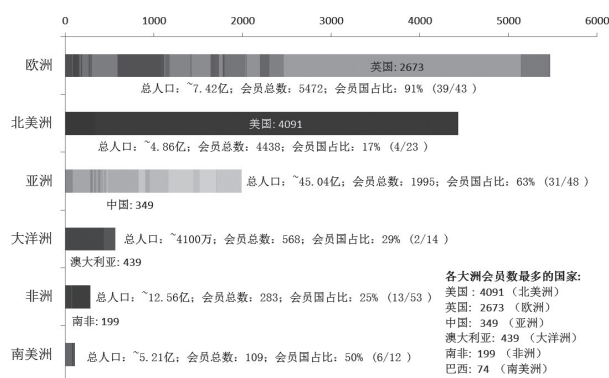 0 1000 2000 3000 4000 5000 6000
欧洲
英国: 2673
总人口: ~7.42亿; 会员总数: 5472; 会员国占比: 91% (39/43 )
北美洲
美国: 4091
总人口: ~4.86亿; 会员总数: 4438; 会员国占比: 17% (4/23 )
亚洲
总人口: ~45.04亿; 会员总数: 1995; 会员国占比: 63% (31/48 )
中国: 349
大洋洲
总人口: ~4100万; 会员总数: 568; 会员国占比: 29% (2/14 )
澳大利亚: 439
非洲
总人口: ~12.56亿; 会员总数: 283; 会员国占比: 25% (13/53 )
南非: 199
南美洲
总人口: ~5.21亿; 会员总数: 109; 会员国占比: 50% (6/12 )
各大洲会员数最多的国家:
美国: 4091 (北美洲)
英国: 2673 (欧洲)
中国: 349 (亚洲)
澳大利亚: 439 (大洋洲)
南非: 199 (非洲)
巴西: 74 (南美洲)